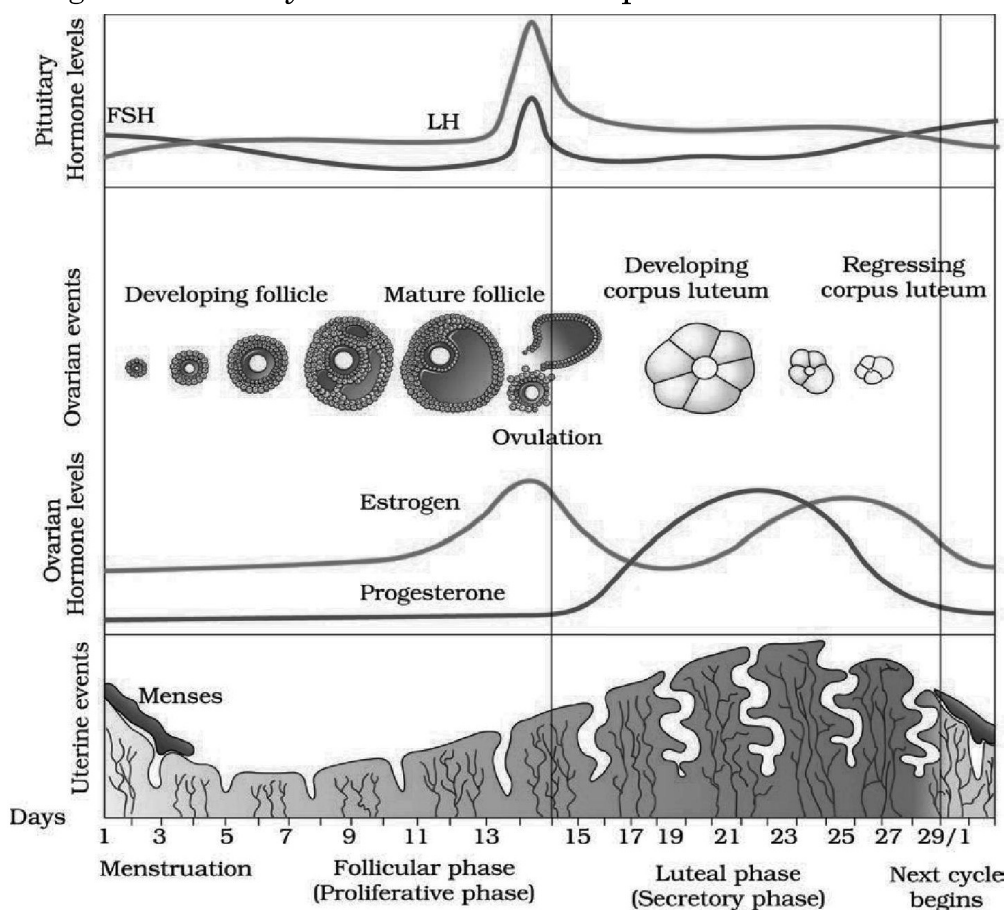 Pituitary
Hormone levels
FSH
LH
Ovarian events
Developing follicle
Mature follicle
Developing
corpus luteum
Regressing
corpus luteum
Ovulation
Ovarian
Hormone levels
Estrogen
Progesterone
Uterine events
Menses
Days
1 3 5 7 9 11 13 15 17 19 21 23 25 27 29/1
Menstruation
Follicular phase
(Proliferative phase)
Luteal phase
(Secretory phase)
Next cycle
begins